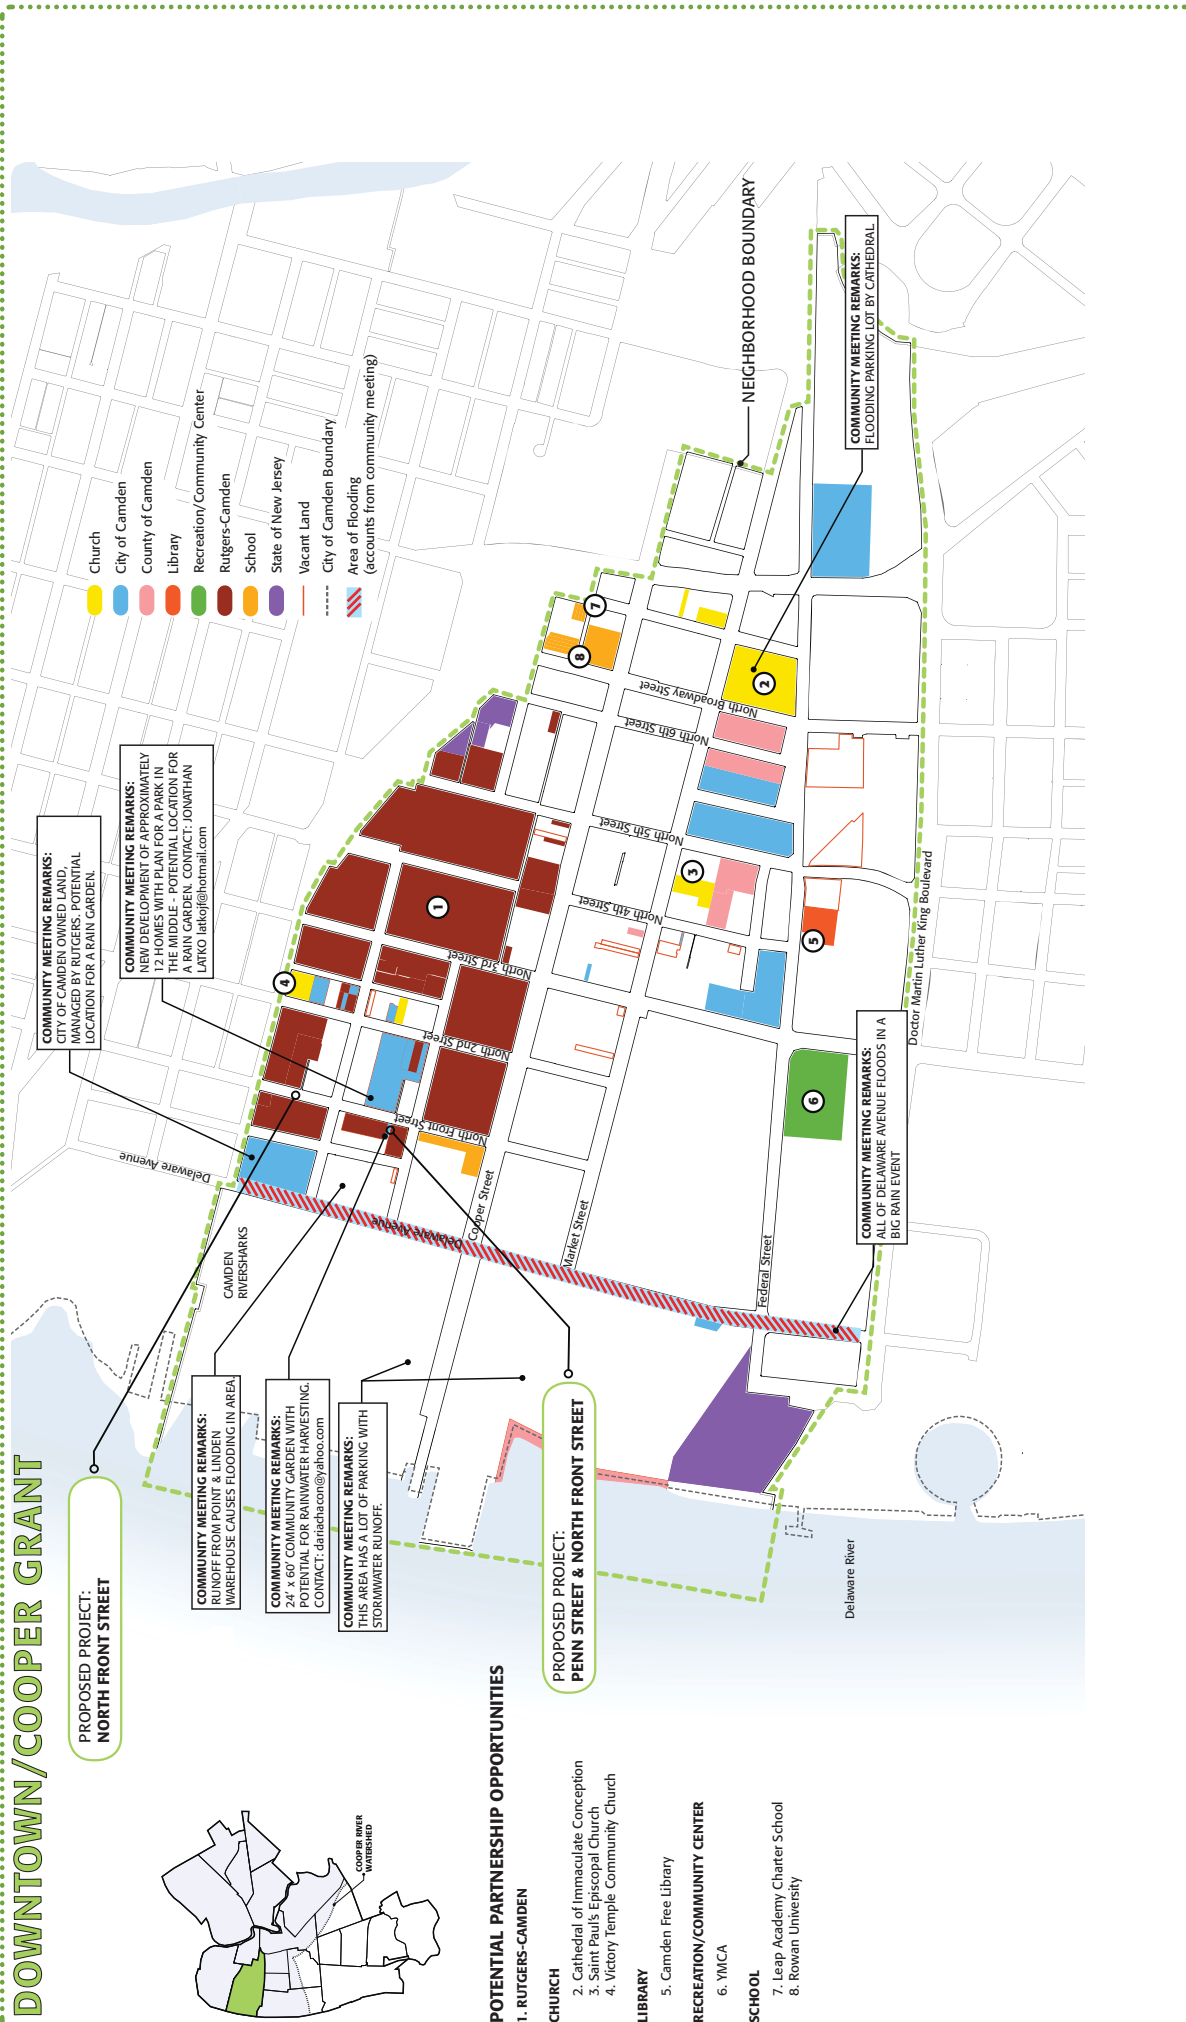 DOWNTOWN/COOPER GRANT
PROPOSED PROJECT:
NORTH FRONT STREET
COMMUNITY MEETING REMARKS:
CITY OF CAMDEN OWNED LAND,
MANAGED BY RUTGERS. POTENTIAL
LOCATION FOR A RAIN GARDEN.
COMMUNITY MEETING REMARKS:
NEW DEVELOPMENT OF APPROXIMATELY
12 HOMES WITH PLAN FOR A PARK IN
THE MIDDLE - POTENTIAL LOCATION FOR
A RAIN GARDEN. CONTACT: JONATHAN
LATKO latkojf@hotmail.com
Church
City of Camden
County of Camden
Library
Recreation/Community Center
Rutgers-Camden
School
State of New Jersey
Vacant Land
City of Camden Boundary
Area of Flooding
(accounts from community meeting)
COMMUNITY MEETING REMARKS:
RUNOFF FROM POINT & LINDEN
WAREHOUSE CAUSES FLOODING IN AREA.
COMMUNITY MEETING REMARKS:
24' x 60' COMMUNITY GARDEN WITH
POTENTIAL FOR RAINWATER HARVESTING.
CONTACT: dariachacon@yahoo.com
COMMUNITY MEETING REMARKS:
THIS AREA HAS A LOT OF PARKING WITH
STORMWATER RUNOFF.
PROPOSED PROJECT:
PENN STREET & NORTH FRONT STREET
COMMUNITY MEETING REMARKS:
FLOODING PARKING LOT BY CATHEDRAL
COMMUNITY MEETING REMARKS:
ALL OF DELAWARE AVENUE FLOODS IN A
BIG RAIN EVENT
NEIGHBORHOOD BOUNDARY
CAMDEN
RIVERSHARKS
Delaware Avenue
Delaware Avenue
Delaware Avenue
North Front Street
North 2nd Street
North 3rd Street
North 4th Street
North 5th Street
North 6th Street
North Broadway Street
Cooper Street
Market Street
Federal Street
Doctor Martin Luther King Boulevard
Delaware River
1
2
3
4
5
6
7
8
COOPER RIVER
WATERSHED
POTENTIAL PARTNERSHIP OPPORTUNITIES
1. RUTGERS-CAMDEN
CHURCH
2. Cathedral of Immaculate Conception
3. Saint Paul's Episcopal Church
4. Victory Temple Community Church
LIBRARY
5. Camden Free Library
RECREATION/COMMUNITY CENTER
6. YMCA
SCHOOL
7. Leap Academy Charter School
8. Rowan University